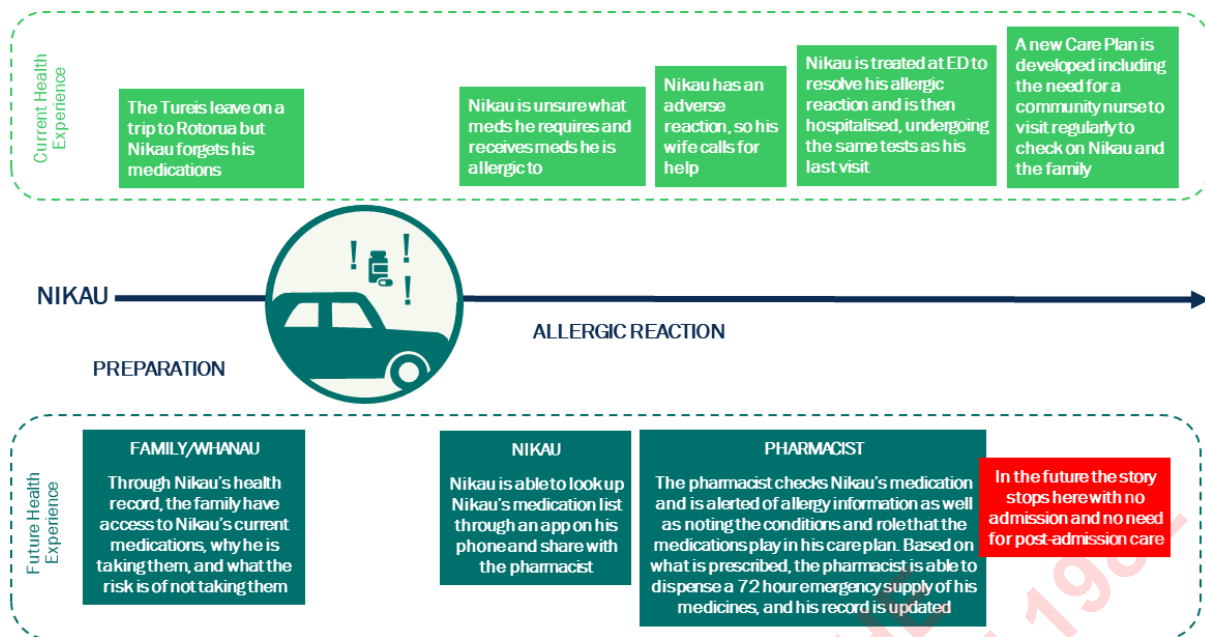 Current Health
Experience
The Tureis leave on a
trip to Rotorua but
Nikau forgets his
medications
Nikau is unsure what
meds he requires and
receives meds he is
allergic to
Nikau has an
adverse
reaction, so his
wife calls for
help
Nikau is treated at ED to
resolve his allergic
reaction and is then
hospitalised, undergoing
the same tests as his
last visit
A new Care Plan is
developed including
the need for a
community nurse to
visit regularly to
check on Nikau and
the family
! ! !
NIKAU
PREPARATION
ALLERGIC REACTION
Future Health
Experience
FAMILY/WHANAU
Through Nikau's health
record, the family have
access to Nikau's current
medications, why he is
taking them, and what the
risk is of not taking them
NIKAU
Nikau is able to look up
Nikau's medication list
through an app on his
phone and share with
the pharmacist
PHARMACIST
The pharmacist checks Nikau's medication
and is alerted of allergy information as well
as noting the conditions and role that the
medications play in his care plan. Based on
what is prescribed, the pharmacist is able to
dispense a 72 hour emergency supply of his
medicines, and his record is updated
In the future the story
stops here with no
admission and no need
for post-admission care
THE
198